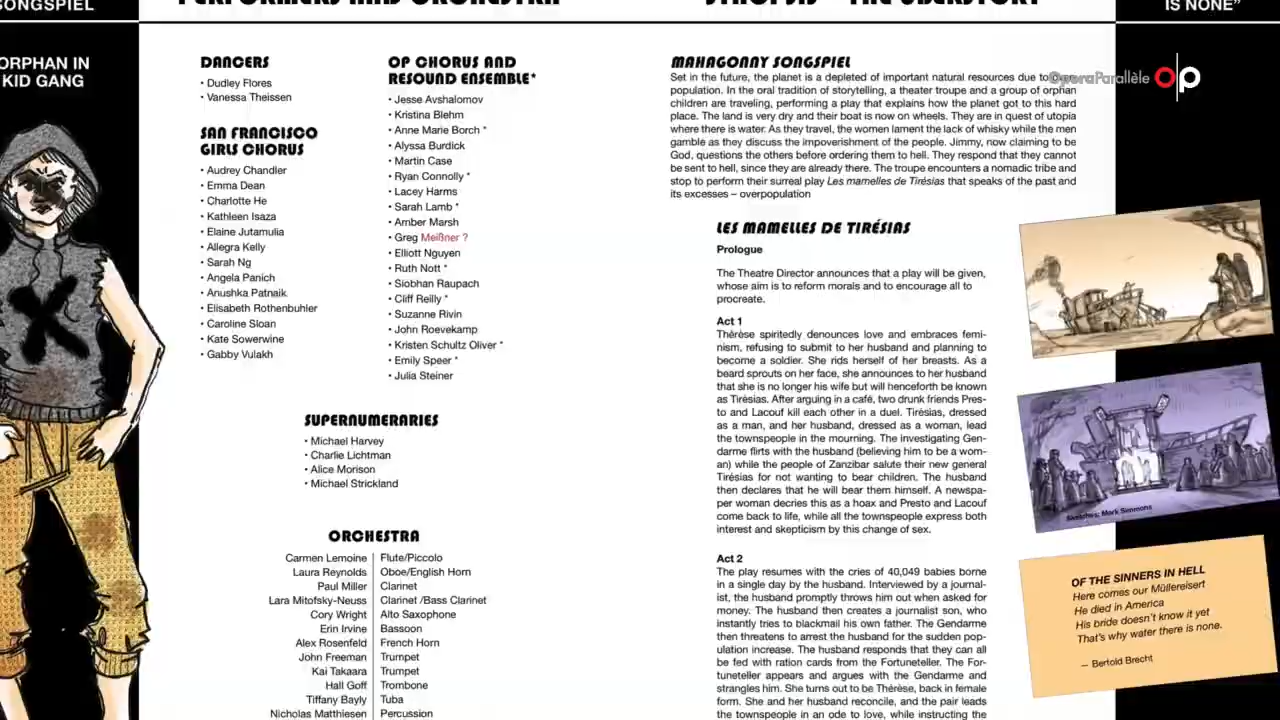 SONGSPIEL
PERFORMERS AND ORCHESTRA
SYNOPSIS – THE UBERSTORY
IS NONE”
ORPHAN IN
KID GANG
DANCERS
• Dudley Flores
• Vanessa Theissen
SAN FRANCISCO
GIRLS CHORUS
• Audrey Chandler
• Emma Dean
• Charlotte He
• Kathleen Isaza
• Elaine Jutamulia
• Allegra Kelly
• Sarah Ng
• Angela Panich
• Anushka Patnaik
• Elisabeth Rothenbuhler
• Caroline Sloan
• Kate Sowerwine
• Gabby Vulakh
OP CHORUS AND
RESOUND ENSEMBLE*
• Jesse Avshalomov
• Kristina Blehm
• Anne Marie Borch *
• Alyssa Burdick
• Martin Case
• Ryan Connolly *
• Lacey Harms
• Sarah Lamb *
• Amber Marsh
• Greg Meißner ?
• Elliott Nguyen
• Ruth Nott *
• Siobhan Raupach
• Cliff Reilly *
• Suzanne Rivin
• John Roevekamp
• Kristen Schultz Oliver *
• Emily Speer *
• Julia Steiner
SUPERNUMERARIES
• Michael Harvey
• Charlie Lichtman
• Alice Morison
• Michael Strickland
ORCHESTRA
Carmen Lemoine Flute/Piccolo
Laura Reynolds Oboe/English Horn
Paul Miller Clarinet
Lara Mitofsky-Neuss Clarinet /Bass Clarinet
Cory Wright Alto Saxophone
Erin Irvine Bassoon
Alex Rosenfeld French Horn
John Freeman Trumpet
Kai Takaara Trumpet
Hall Goff Trombone
Tiffany Bayly Tuba
Nicholas Matthiesen Percussion
MAHAGONNY SONGSPIEL
Set in the future, the planet is a depleted of important natural resources due to over
population. In the oral tradition of storytelling, a theater troupe and a group of orphan
children are traveling, performing a play that explains how the planet got to this hard
place. The land is very dry and their boat is now on wheels. They are in quest of utopia
where there is water. As they travel, the women lament the lack of whisky while the men
gamble as they discuss the impoverishment of the people. Jimmy, now claiming to be
God, questions the others before ordering them to hell. They respond that they cannot
be sent to hell, since they are already there. The troupe encounters a nomadic tribe and
stop to perform their surreal play Les mamelles de Tirésias that speaks of the past and
its excesses – overpopulation
LES MAMELLES DE TIRÉSIAS
Prologue
The Theatre Director announces that a play will be given,
whose aim is to reform morals and to encourage all to
procreate.
Act 1
Thérèse spiritedly denounces love and embraces femi-
nism, refusing to submit to her husband and planning to
become a soldier. She rids herself of her breasts. As a
beard sprouts on her face, she announces to her husband
that she is no longer his wife but will henceforth be known
as Tirésias. After arguing in a café, two drunk friends Pres-
to and Lacouf kill each other in a duel. Tirésias, dressed
as a man, and her husband, dressed as a woman, lead
the townspeople in the mourning. The investigating Gen-
darme flirts with the husband (believing him to be a wom-
an) while the people of Zanzibar salute their new general
Tirésias for not wanting to bear children. The husband
then declares that he will bear them himself. A newspa-
per woman decries this as a hoax and Presto and Lacouf
come back to life, while all the townspeople express both
interest and skepticism by this change of sex.
Act 2
The play resumes with the cries of 40,049 babies borne
in a single day by the husband. Interviewed by a journal-
ist, the husband promptly throws him out when asked for
money. The husband then creates a journalist son, who
instantly tries to blackmail his own father. The Gendarme
then threatens to arrest the husband for the sudden pop-
ulation increase. The husband responds that they can all
be fed with ration cards from the Fortuneteller. The For-
tuneteller appears and argues with the Gendarme and
strangles him. She turns out to be Thérèse, back in female
form. She and her husband reconcile, and the pair leads
the townspeople in an ode to love, while instructing the
OperaParallèle
o|p
Sketches: Mark Simmons
OF THE SINNERS IN HELL
Here comes our Müllereisert
He died in America
His bride doesn't know it yet
That's why water there is none.
— Bertold Brecht